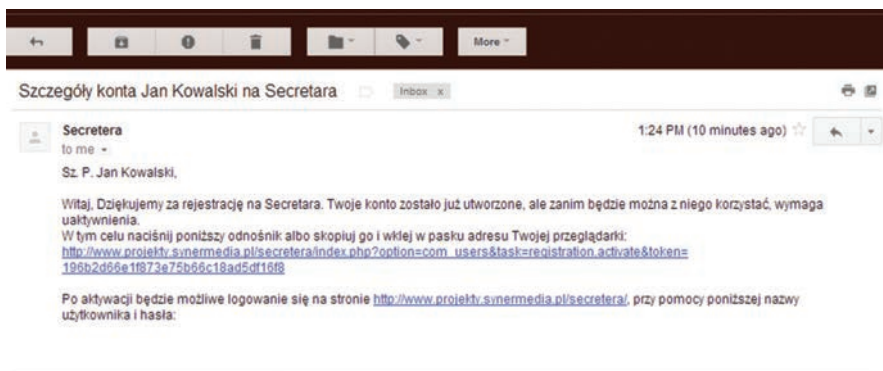 More
Szczegóły konta Jan Kowalski na Secretara
Inbox x
Secretera
1:24 PM (10 minutes ago)
to me
Sz. P. Jan Kowalski,
Witaj, Dziękujemy za rejestrację na Secretara. Twoje konto zostało już utworzone, ale zanim będzie można z niego korzystać, wymaga
uaktywnienia.
W tym celu naciśnij poniższy odnośnik albo skopiuj go i wklej w pasku adresu Twojej przeglądarki:
http://www.projekty.synermedia.pl/secretera/index.php?option=com_users&task=registration.activate&token=
196b2d66e1f873e75b66c18ad5df16f8
Po aktywacji będzie możliwe logowanie się na stronie http://www.projekty.synermedia.pl/secretera/, przy pomocy poniższej nazwy
użytkownika i hasła: